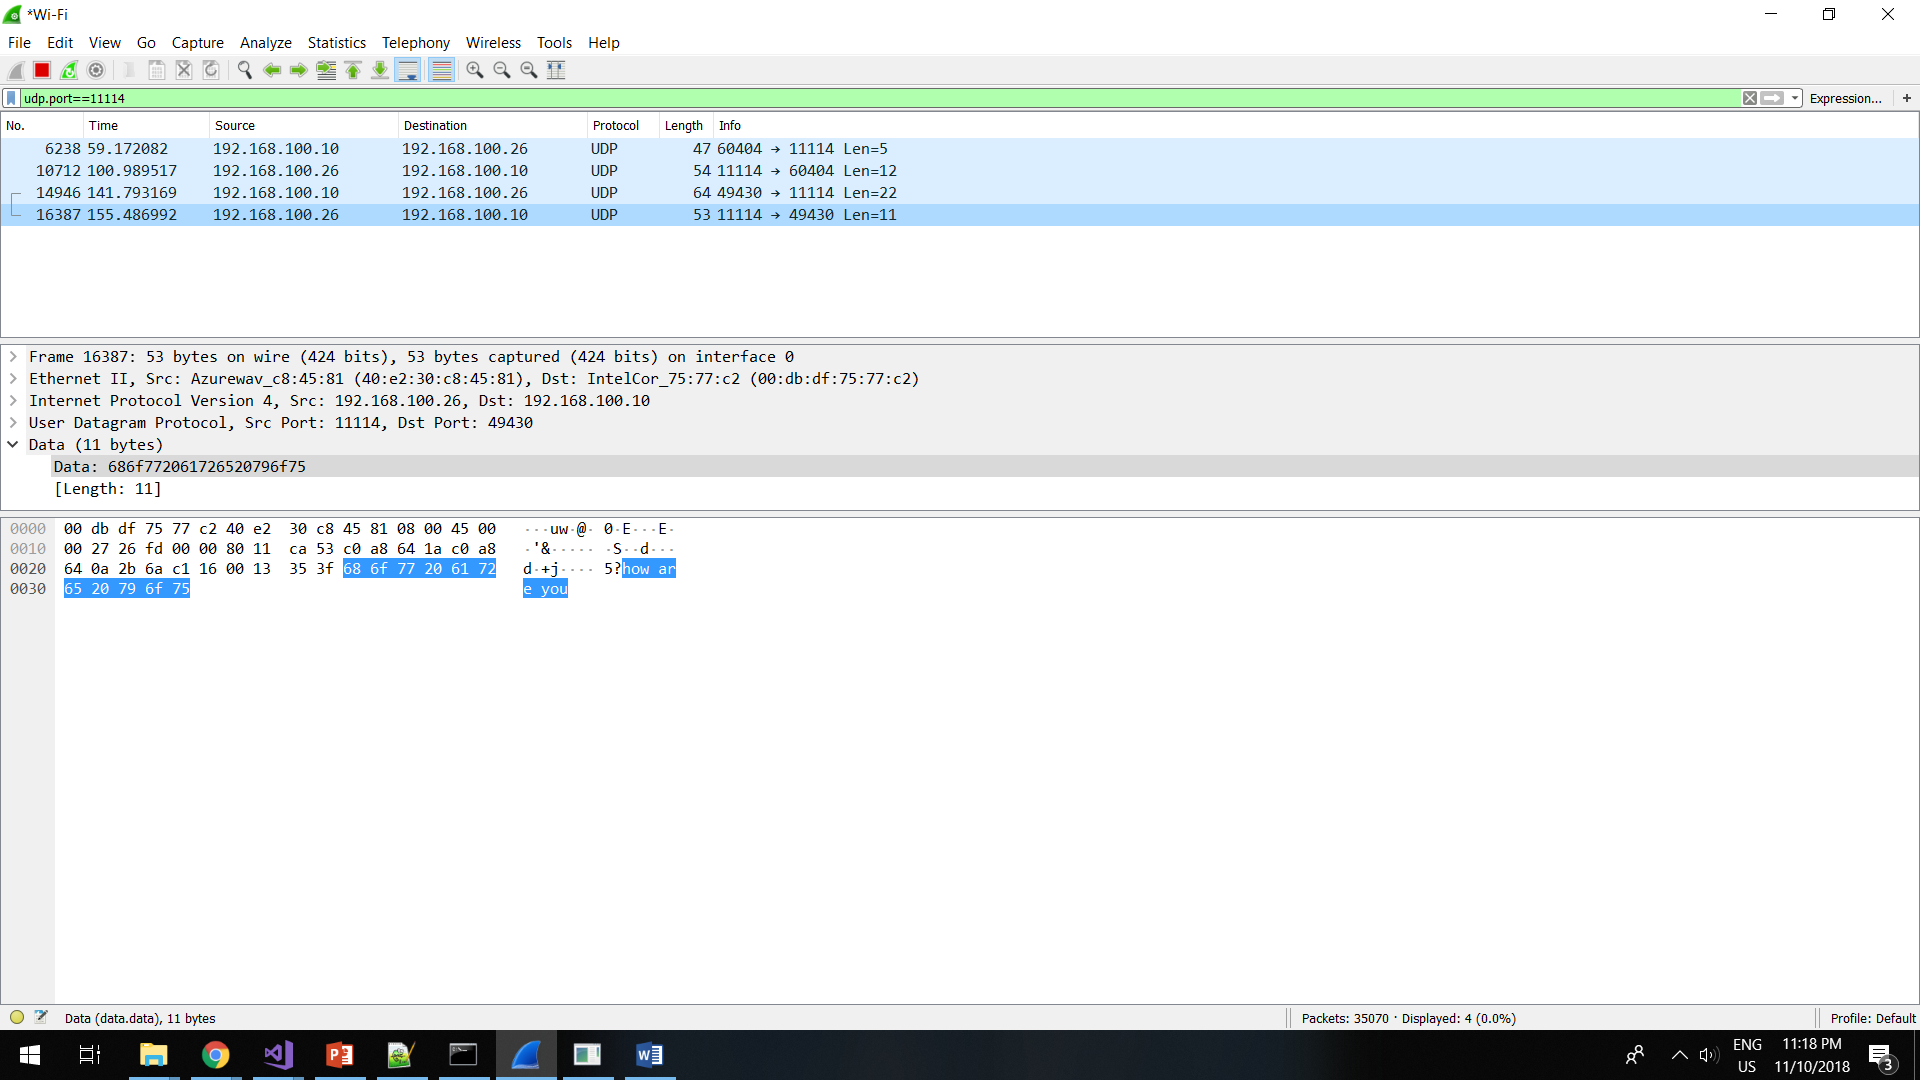 *Wi-Fi
File Edit View Go Capture Analyze Statistics Telephony Wireless Tools Help
udp.port==11114 Expression... +
No. Time Source Destination Protocol Length Info
6238 59.172082 192.168.100.10 192.168.100.26 UDP 47 60404 → 11114 Len=5
10712 100.989517 192.168.100.26 192.168.100.10 UDP 54 11114 → 60404 Len=12
14946 141.793169 192.168.100.10 192.168.100.26 UDP 64 49430 → 11114 Len=22
16387 155.486992 192.168.100.26 192.168.100.10 UDP 53 11114 → 49430 Len=11
Frame 16387: 53 bytes on wire (424 bits), 53 bytes captured (424 bits) on interface 0
Ethernet II, Src: Azurewav_c8:45:81 (40:e2:30:c8:45:81), Dst: IntelCor_75:77:c2 (00:db:df:75:77:c2)
Internet Protocol Version 4, Src: 192.168.100.26, Dst: 192.168.100.10
User Datagram Protocol, Src Port: 11114, Dst Port: 49430
Data (11 bytes)
Data: 686f772061726520796f75
[Length: 11]
0000 00 db df 75 77 c2 40 e2 30 c8 45 81 08 00 45 00 ···uw·@· 0·E···E·
0010 00 27 26 fd 00 00 80 11 ca 53 c0 a8 64 1a c0 a8 ·'&····· ·S··d···
0020 64 0a 2b 6a c1 16 00 13 35 3f 68 6f 77 20 61 72 d·+j···· 5?how ar
0030 65 20 79 6f 75 e you
Data (data.data), 11 bytes Packets: 35070 · Displayed: 4 (0.0%) Profile: Default
ENG 11:18 PM
US 11/10/2018 3